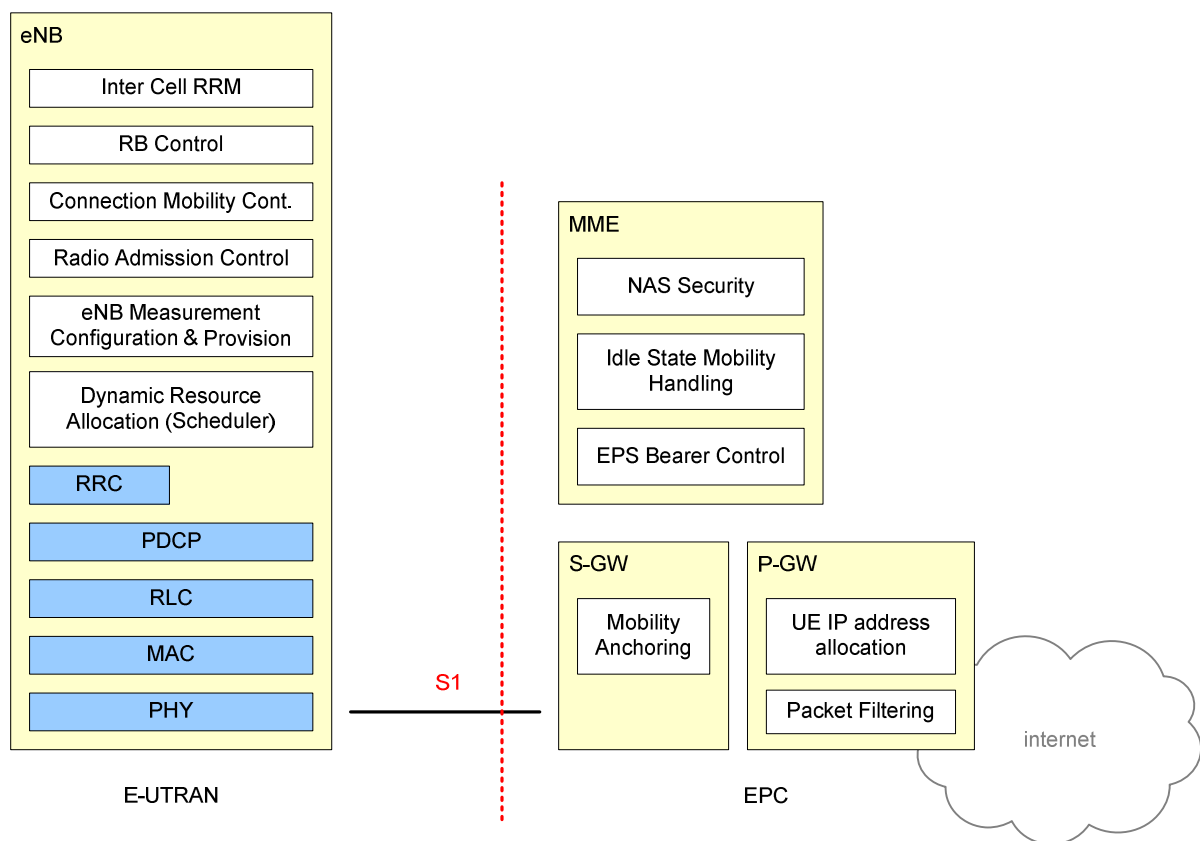 eNB
Inter Cell RRM
RB Control
Connection Mobility Cont.
Radio Admission Control
eNB Measurement
Configuration & Provision
Dynamic Resource
Allocation (Scheduler)
RRC
PDCP
RLC
MAC
PHY
S1
MME
NAS Security
Idle State Mobility
Handling
EPS Bearer Control
S-GW
Mobility
Anchoring
P-GW
UE IP address
allocation
Packet Filtering
internet
E-UTRAN
EPC